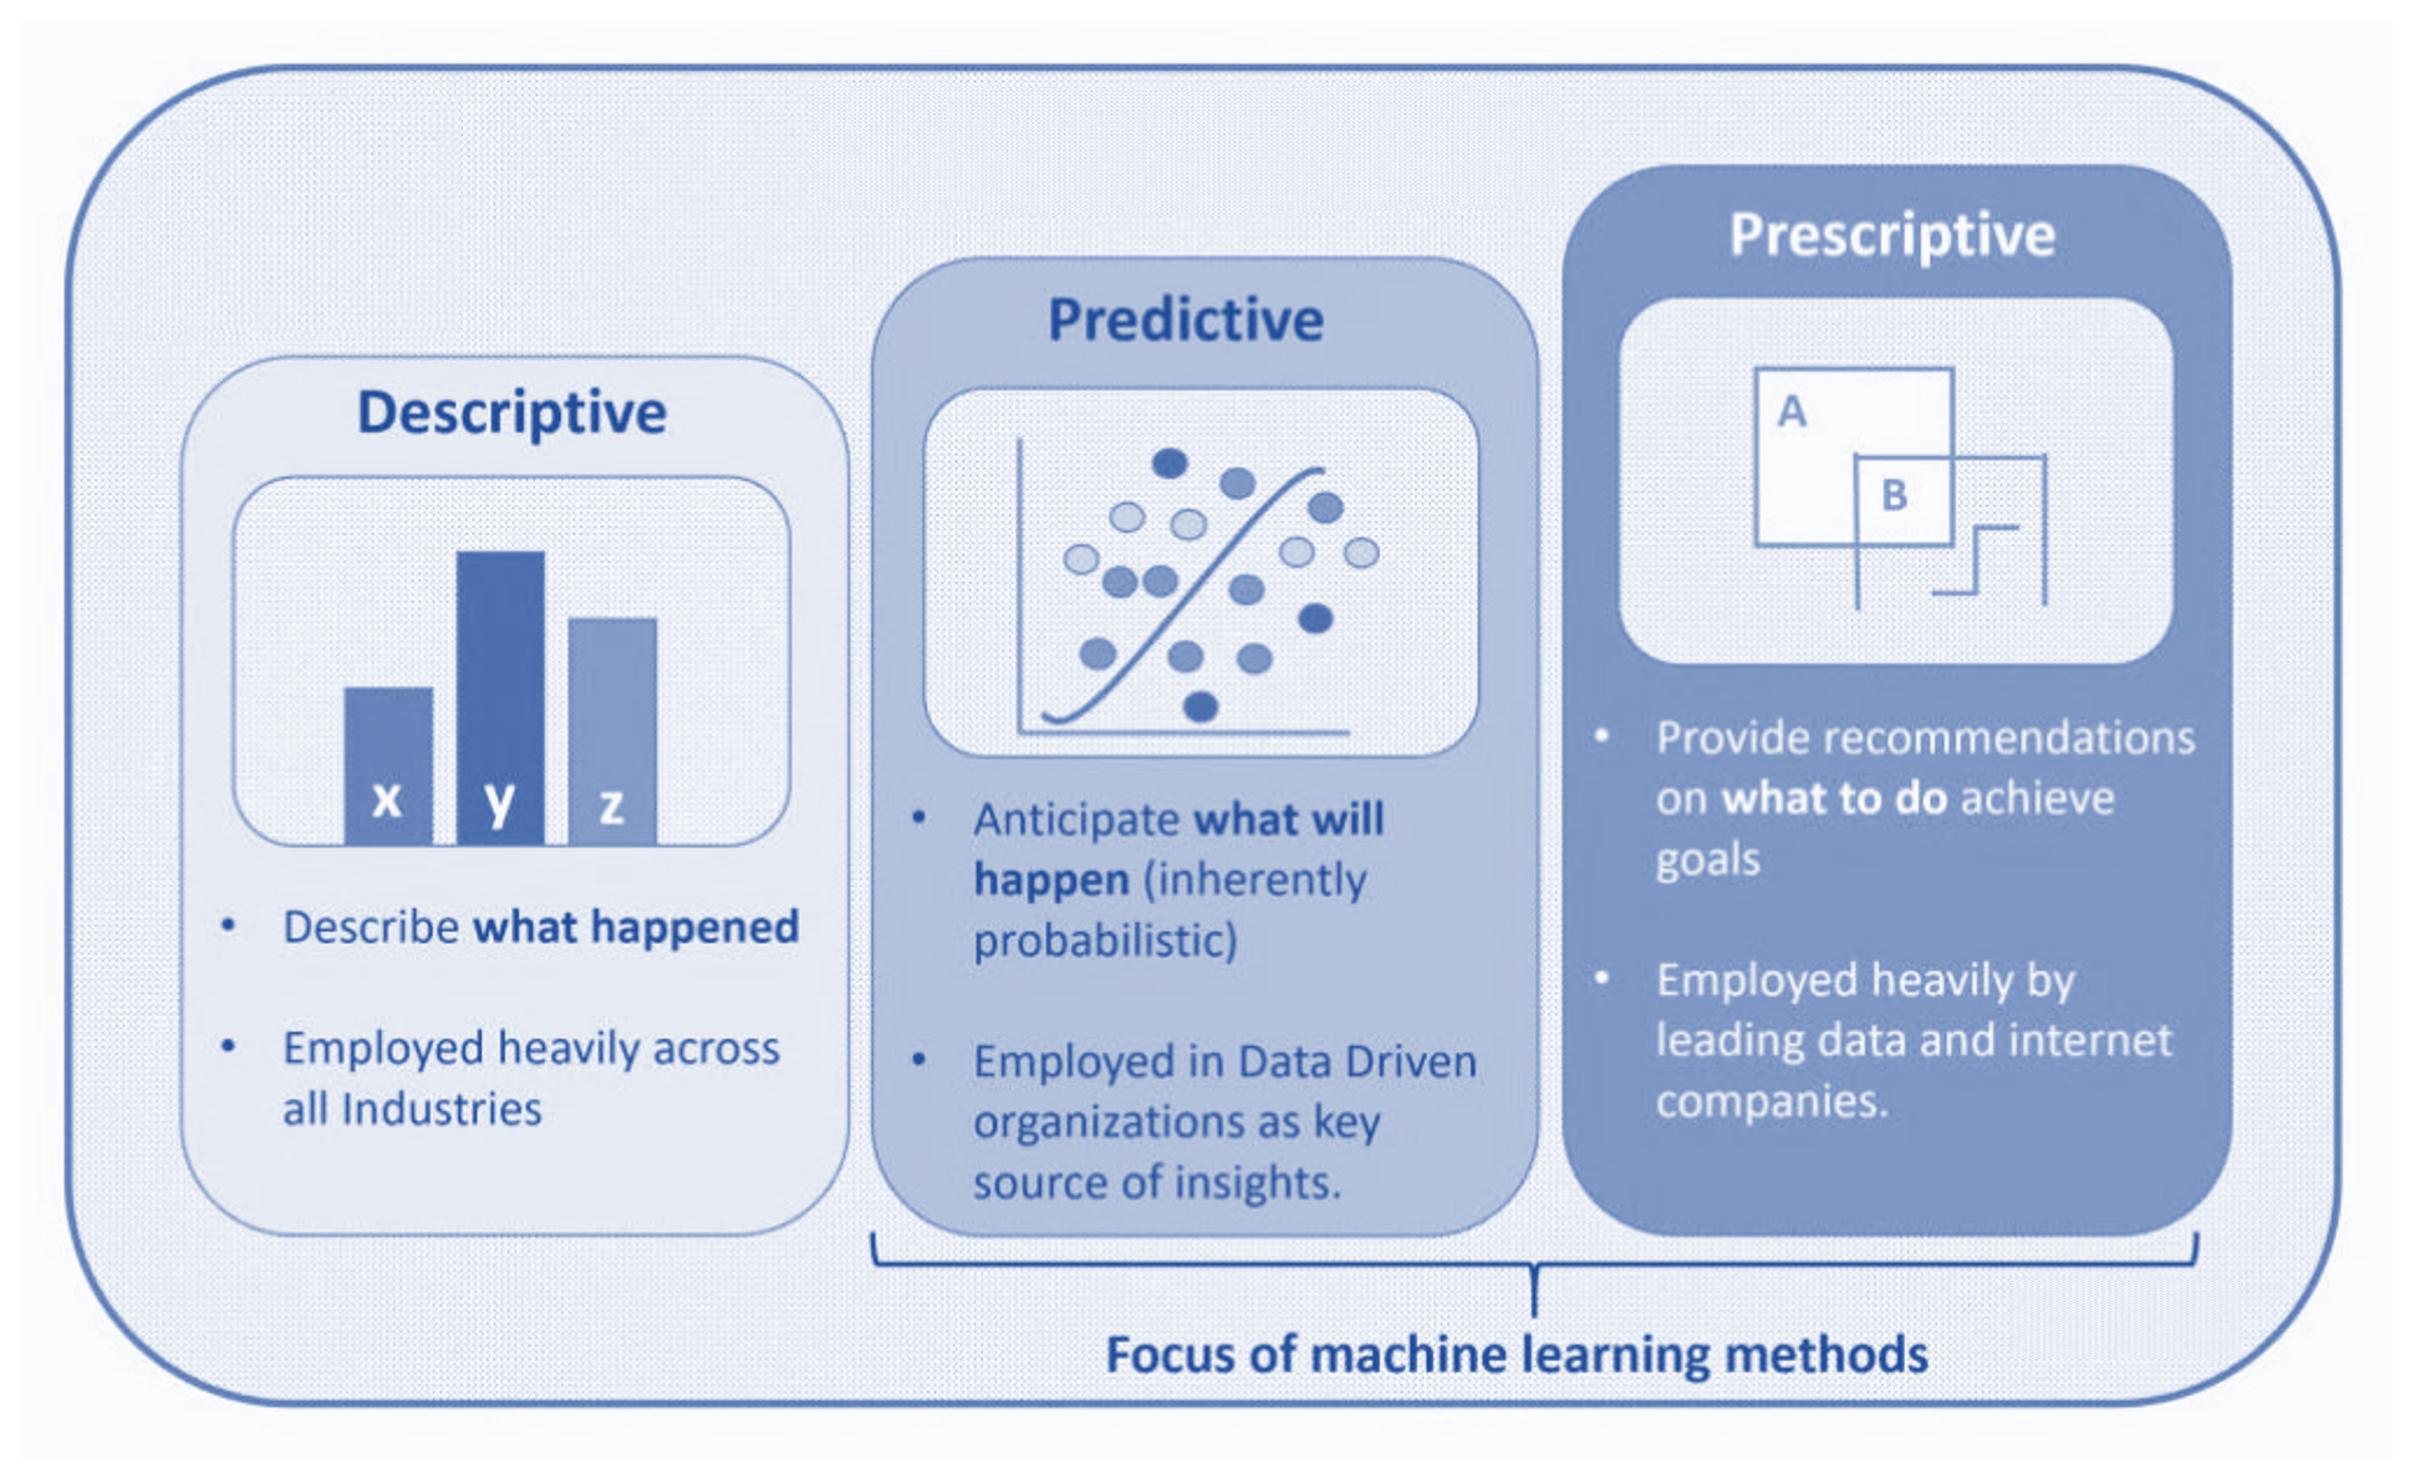 Descriptive
x y z
• Describe what happened
• Employed heavily across
all Industries
Predictive
• Anticipate what will
happen (inherently
probabilistic)
• Employed in Data Driven
organizations as key
source of insights.
Prescriptive
A
B
• Provide recommendations
on what to do achieve
goals
• Employed heavily by
leading data and internet
companies.
Focus of machine learning methods